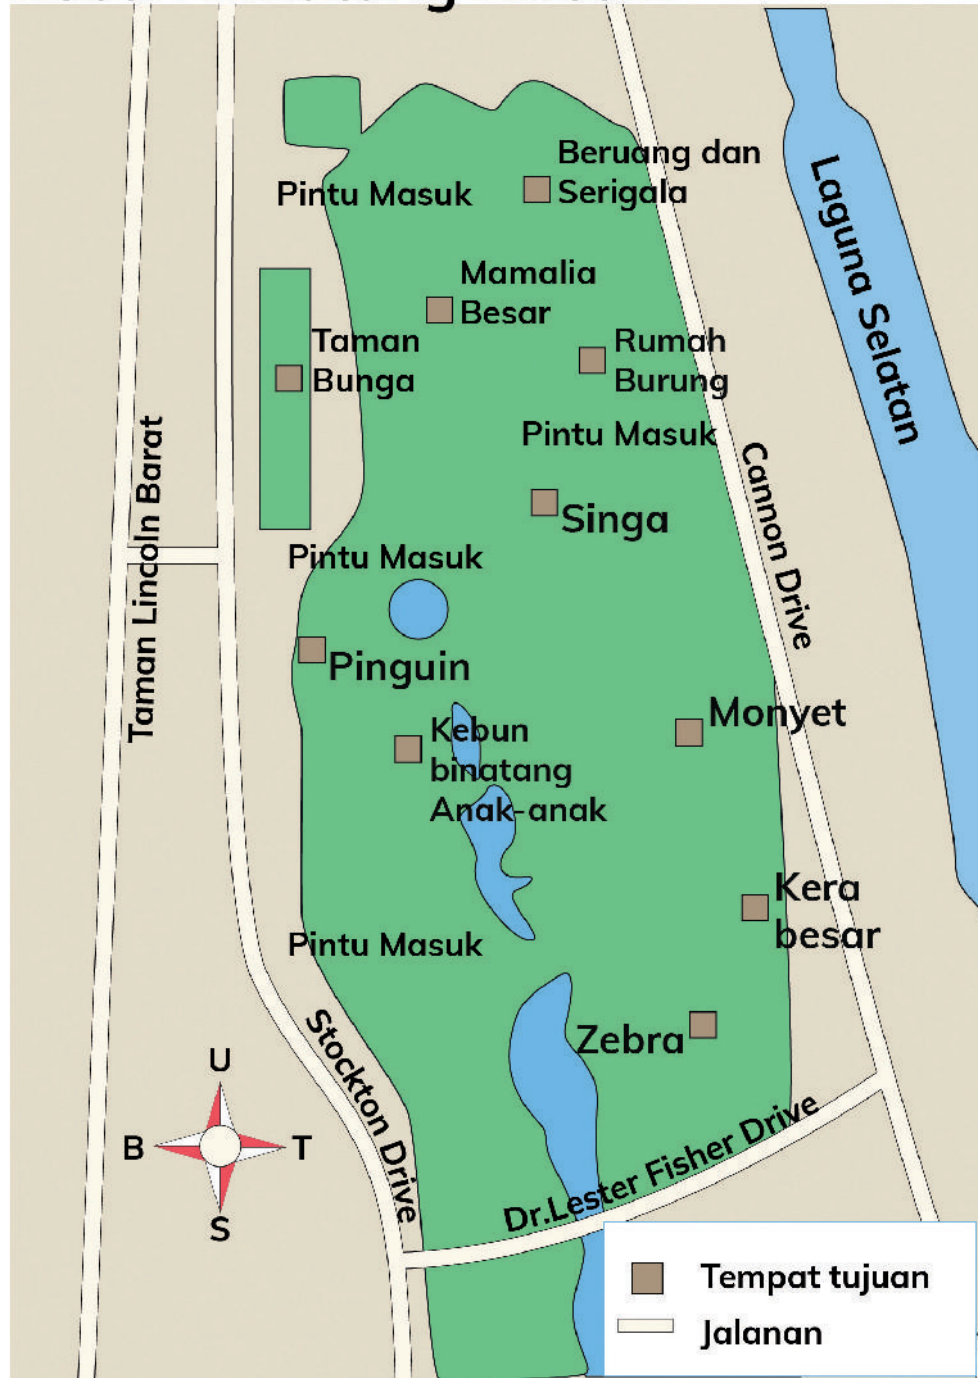 Beruang dan
Serigala
Pintu Masuk
Mamalia
Besar
Taman
Bunga
Rumah
Burung
Laguna Selatan
Pintu Masuk
Cannon Drive
Singa
Taman Lincoln Barat
Pintu Masuk
Pinguin
Monyet
Kebun
binatang
Anak-anak
Kera
besar
Pintu Masuk
Zebra
Stockton Drive
U
B
T
S
Dr.Lester Fisher Drive
Tempat tujuan
Jalanan